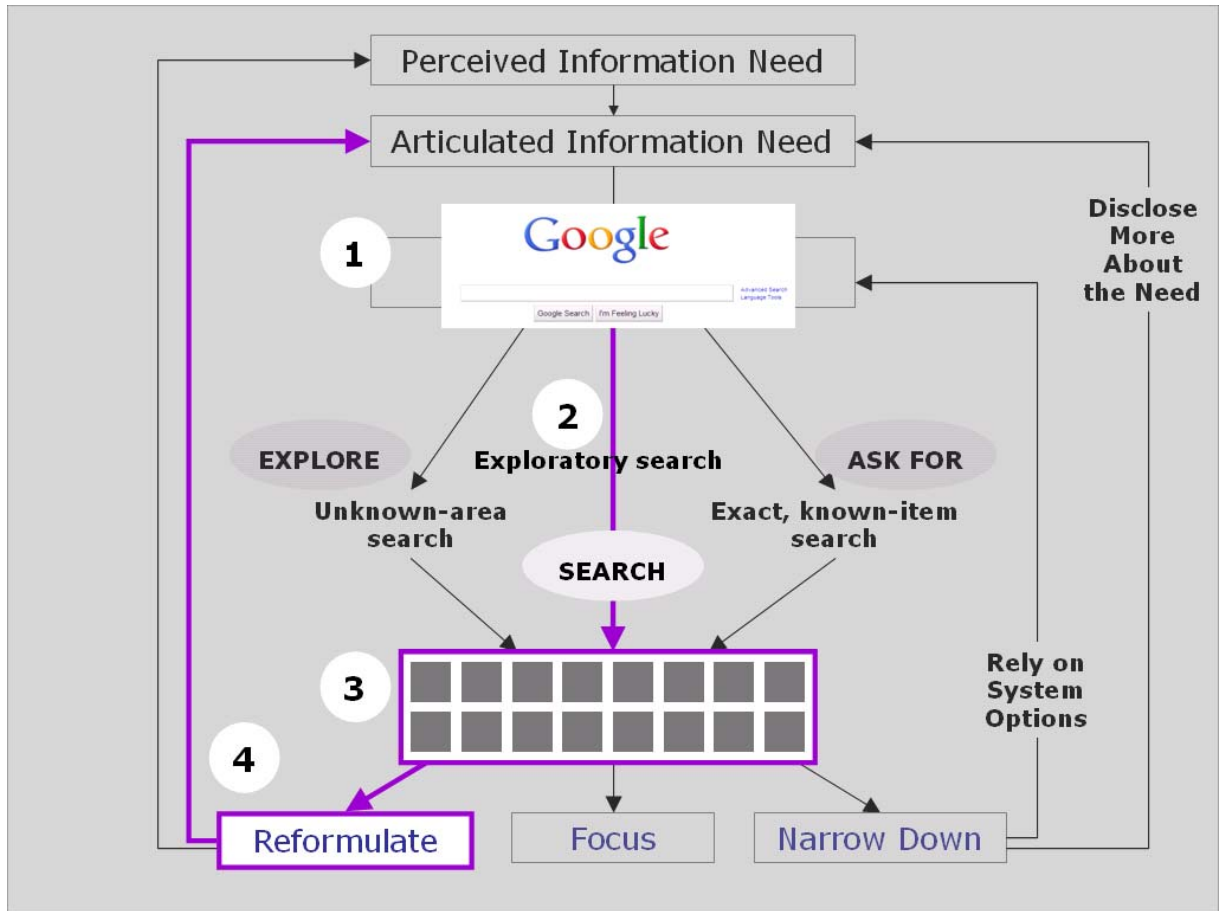 Perceived Information Need
Articulated Information Need
1
Google
Advanced Search
Language Tools
Google Search
I'm Feeling Lucky
Disclose
More
About
the Need
2
EXPLORE
Exploratory search
ASK FOR
Unknown-area
search
Exact, known-item
search
SEARCH
3
Rely on
System
Options
4
Reformulate
Focus
Narrow Down